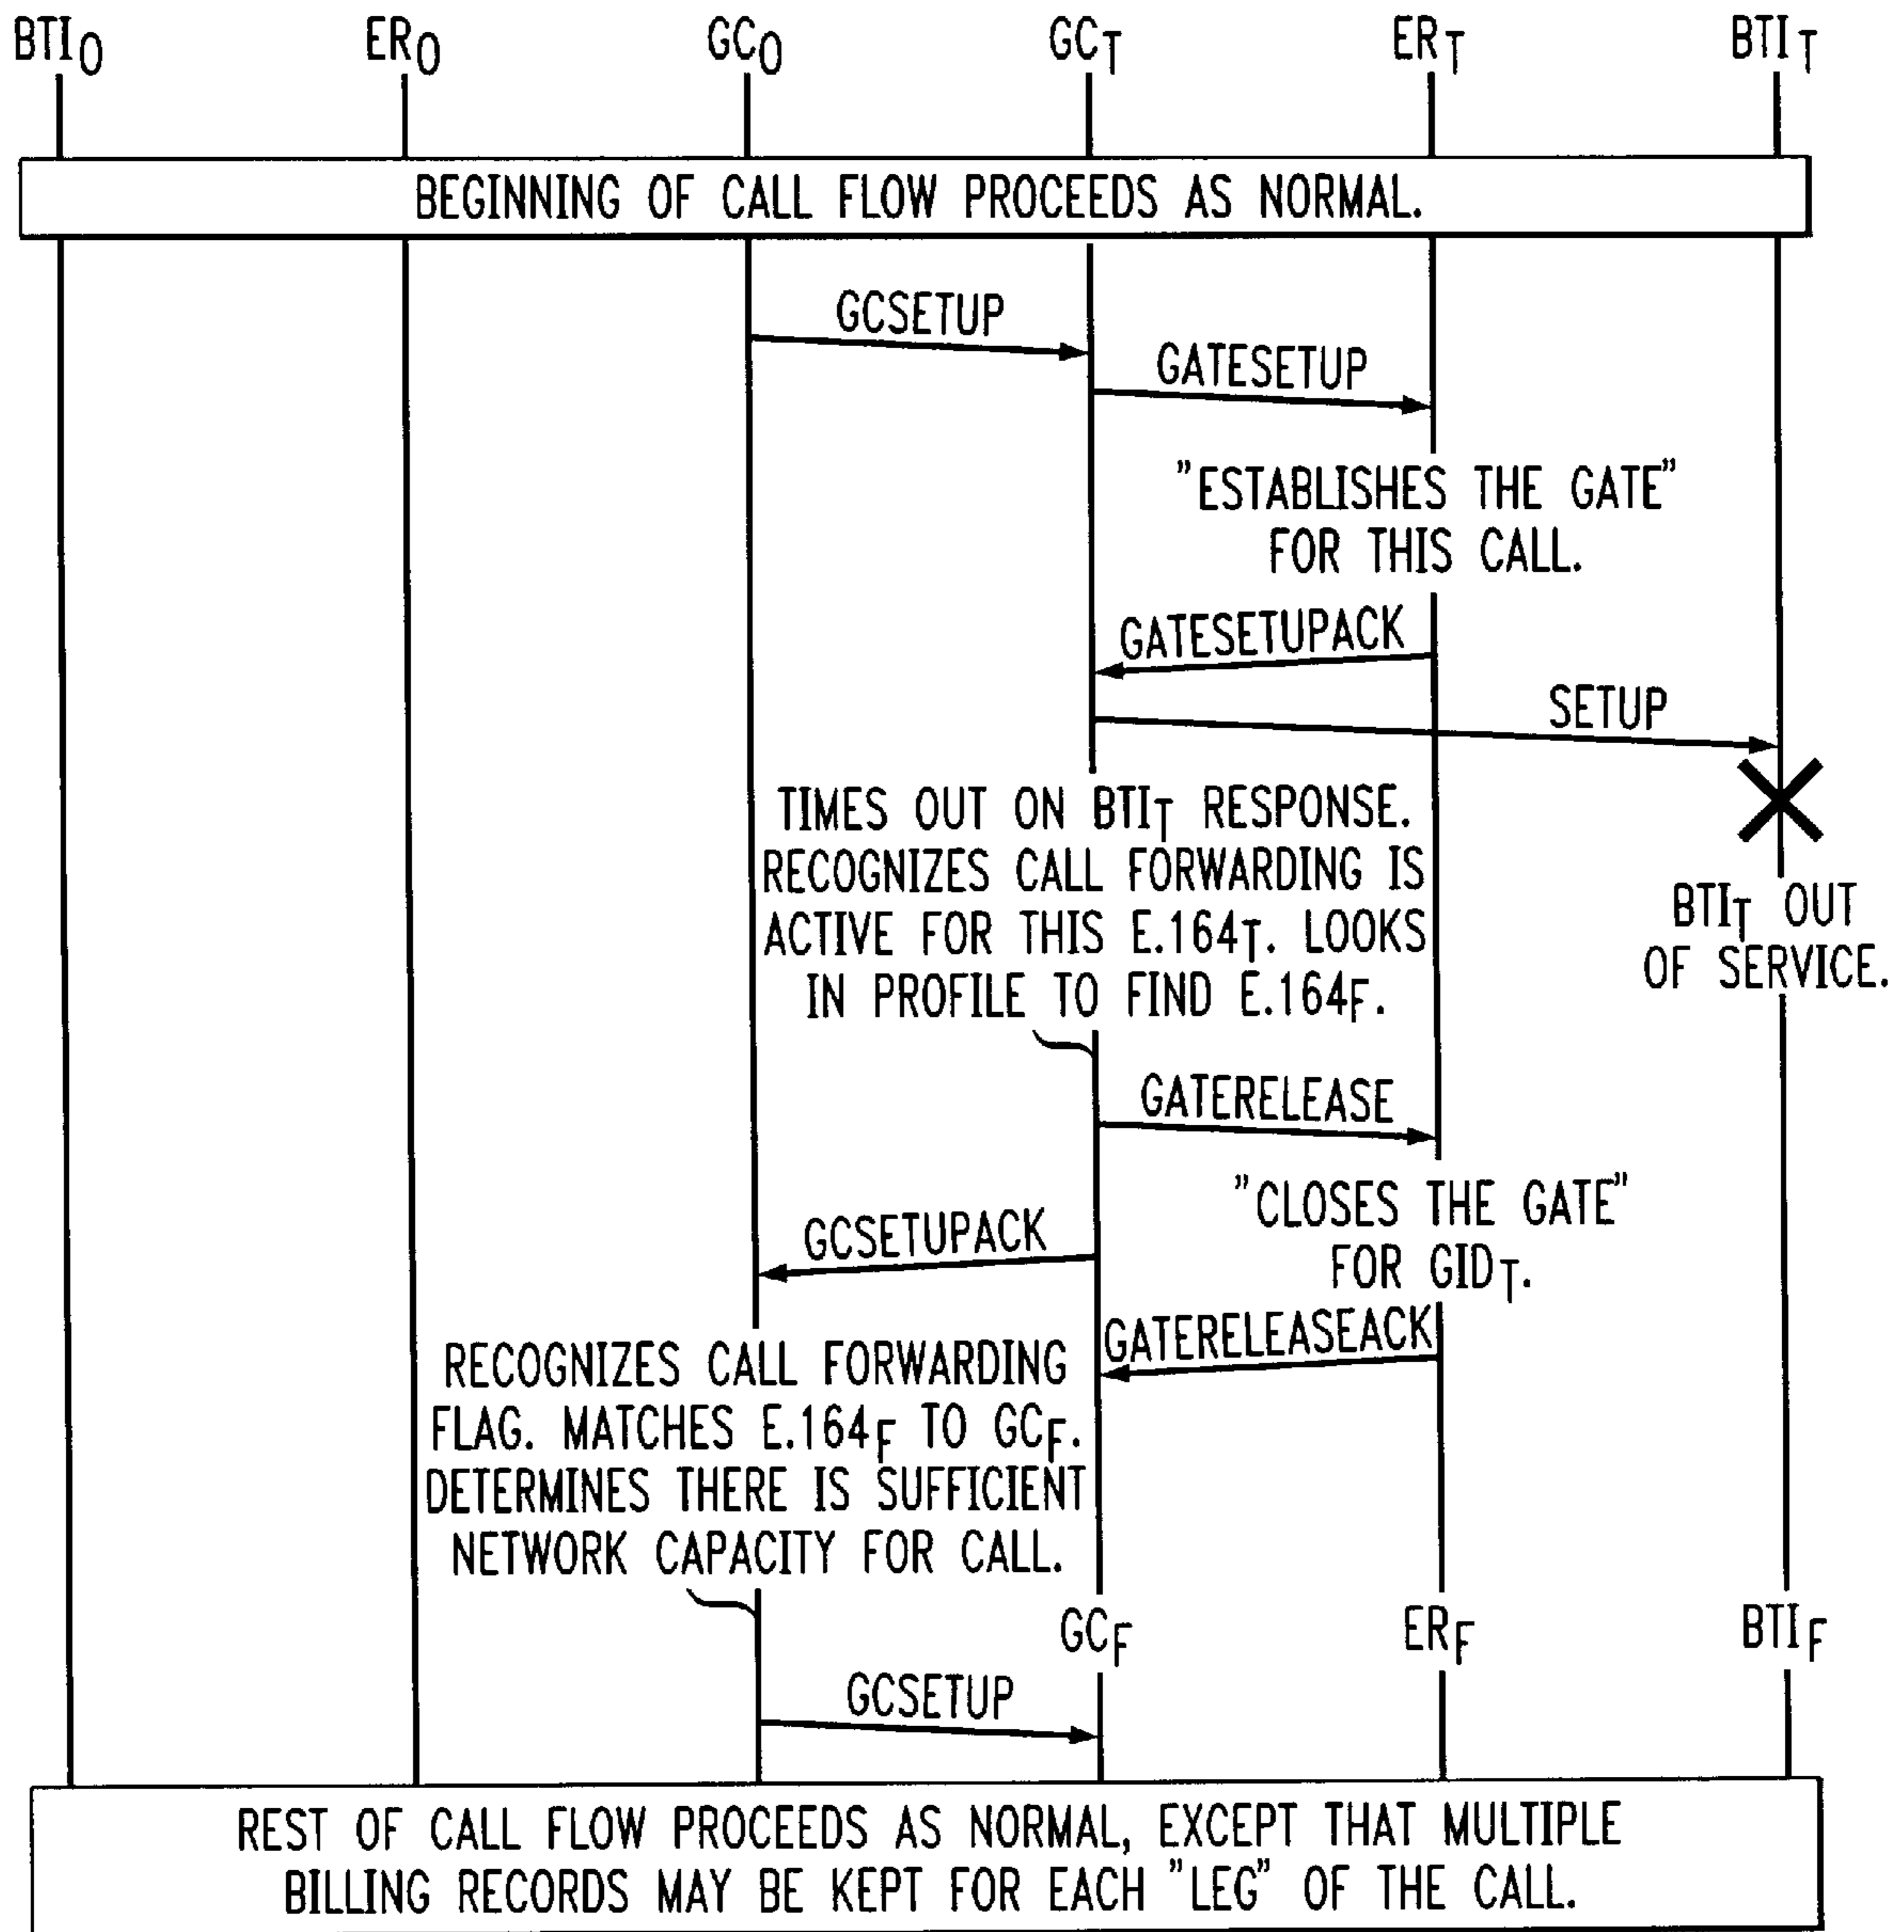 BTIO ERO GCO GCT ERT BTIT
BEGINNING OF CALL FLOW PROCEEDS AS NORMAL.
GCSETUP
GATESETUP
"ESTABLISHES THE GATE"
FOR THIS CALL.
GATESETUPACK
SETUP
TIMES OUT ON BTIT RESPONSE.
RECOGNIZES CALL FORWARDING IS
ACTIVE FOR THIS E.164T. LOOKS
IN PROFILE TO FIND E.164F.
BTIT OUT
OF SERVICE.
GATERELEASE
"CLOSES THE GATE"
FOR GIDT.
GCSETUPACK
GATERELEASEACK
RECOGNIZES CALL FORWARDING
FLAG. MATCHES E.164F TO GCF.
DETERMINES THERE IS SUFFICIENT
NETWORK CAPACITY FOR CALL.
GCF ERF BTIF
GCSETUP
REST OF CALL FLOW PROCEEDS AS NORMAL, EXCEPT THAT MULTIPLE
BILLING RECORDS MAY BE KEPT FOR EACH "LEG" OF THE CALL.